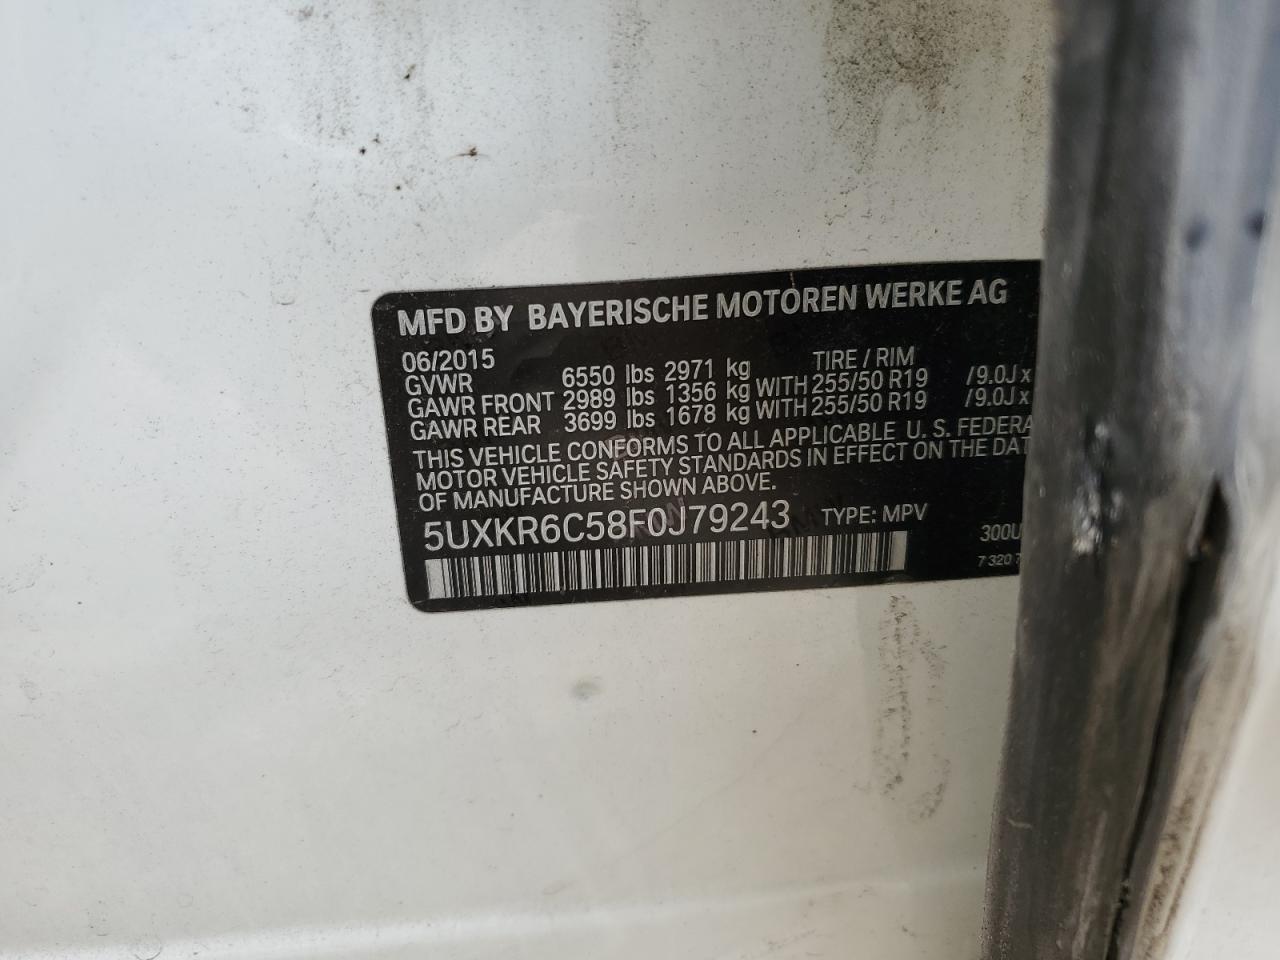 MFD BY BAYERISCHE MOTOREN WERKE AG
06/2015 TIRE / RIM
GVWR 6550 lbs 2971 kg
GAWR FRONT 2989 lbs 1356 kg WITH 255/50 R19 /9.0J x
GAWR REAR 3699 lbs 1678 kg WITH 255/50 R19 /9.0J x
THIS VEHICLE CONFORMS TO ALL APPLICABLE U. S. FEDERA
MOTOR VEHICLE SAFETY STANDARDS IN EFFECT ON THE DAT
OF MANUFACTURE SHOWN ABOVE.
5UXKR6C58F0J79243 TYPE: MPV 300U
7 320 7